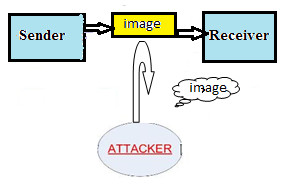 Sender
image
Receiver
image
ATTACKER